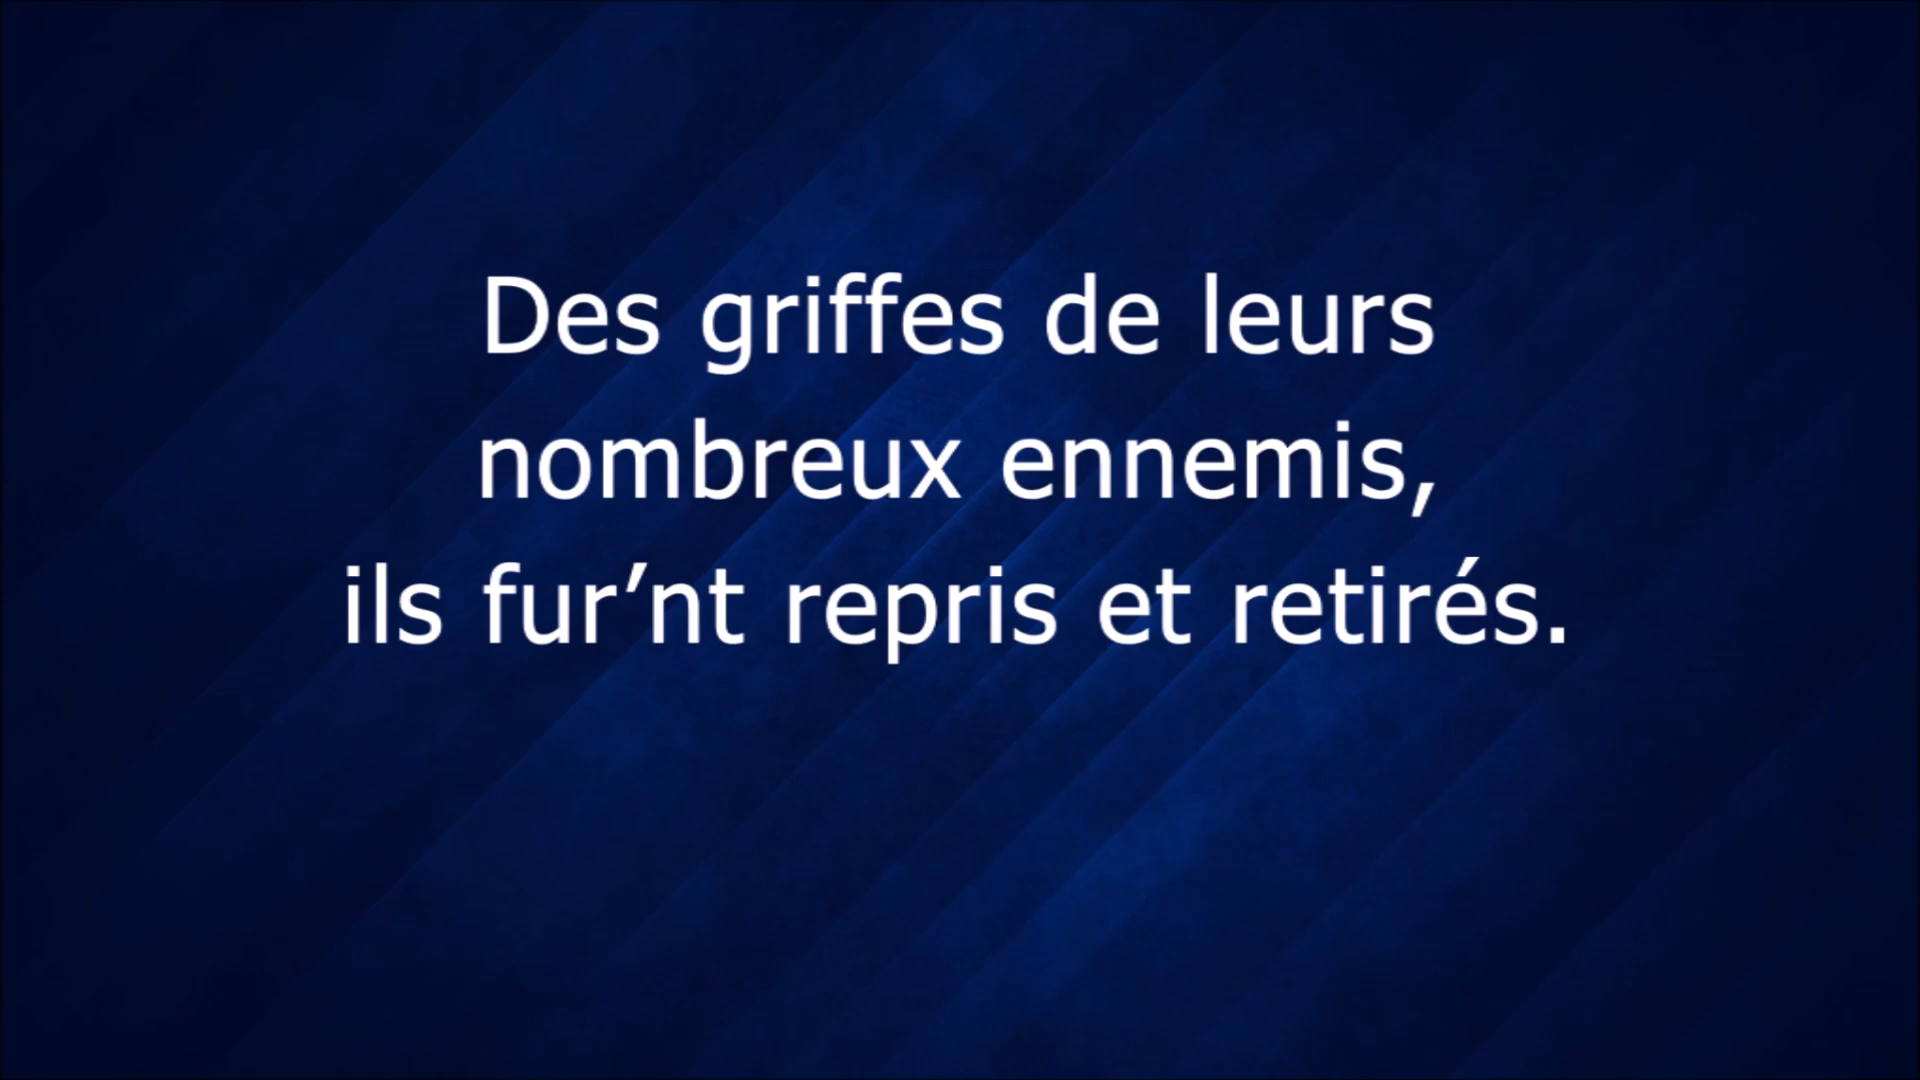 Des griffes de leurs
nombreux ennemis,
ils fur’nt repris et retirés.